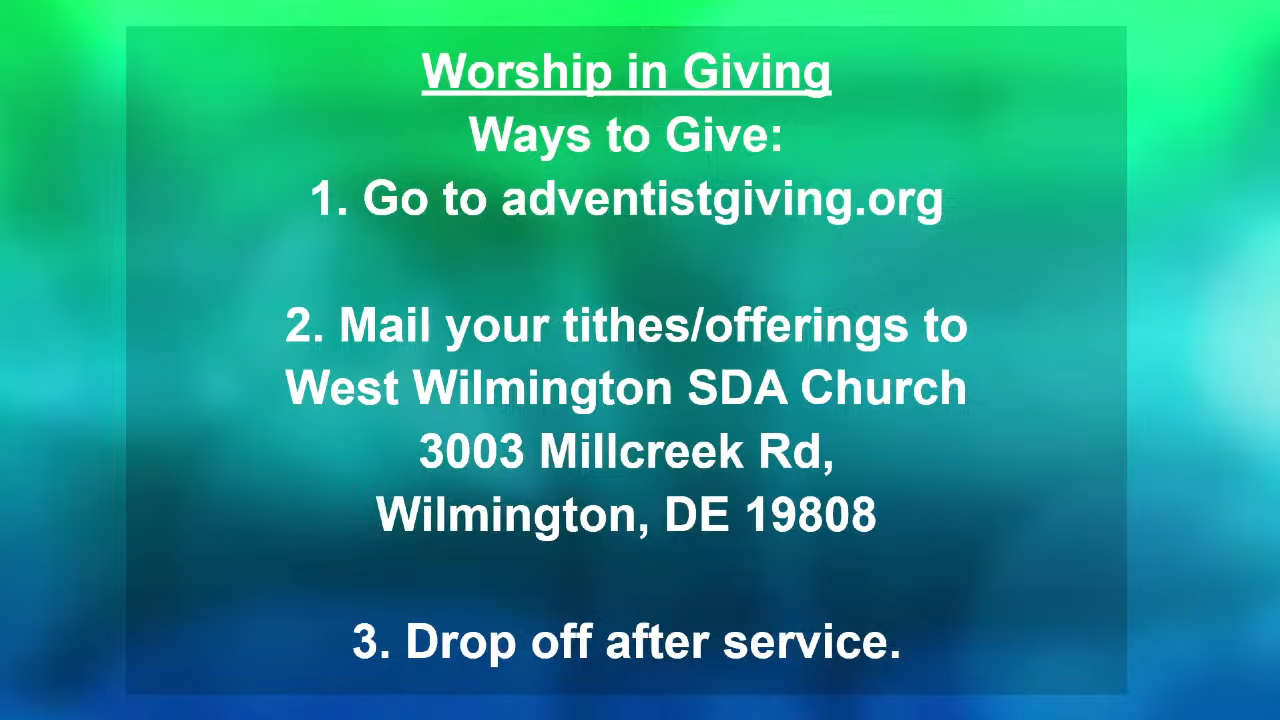 Worship in Giving
Ways to Give:
1. Go to adventistgiving.org
2. Mail your tithes/offerings to
West Wilmington SDA Church
3003 Millcreek Rd,
Wilmington, DE 19808
3. Drop off after service.